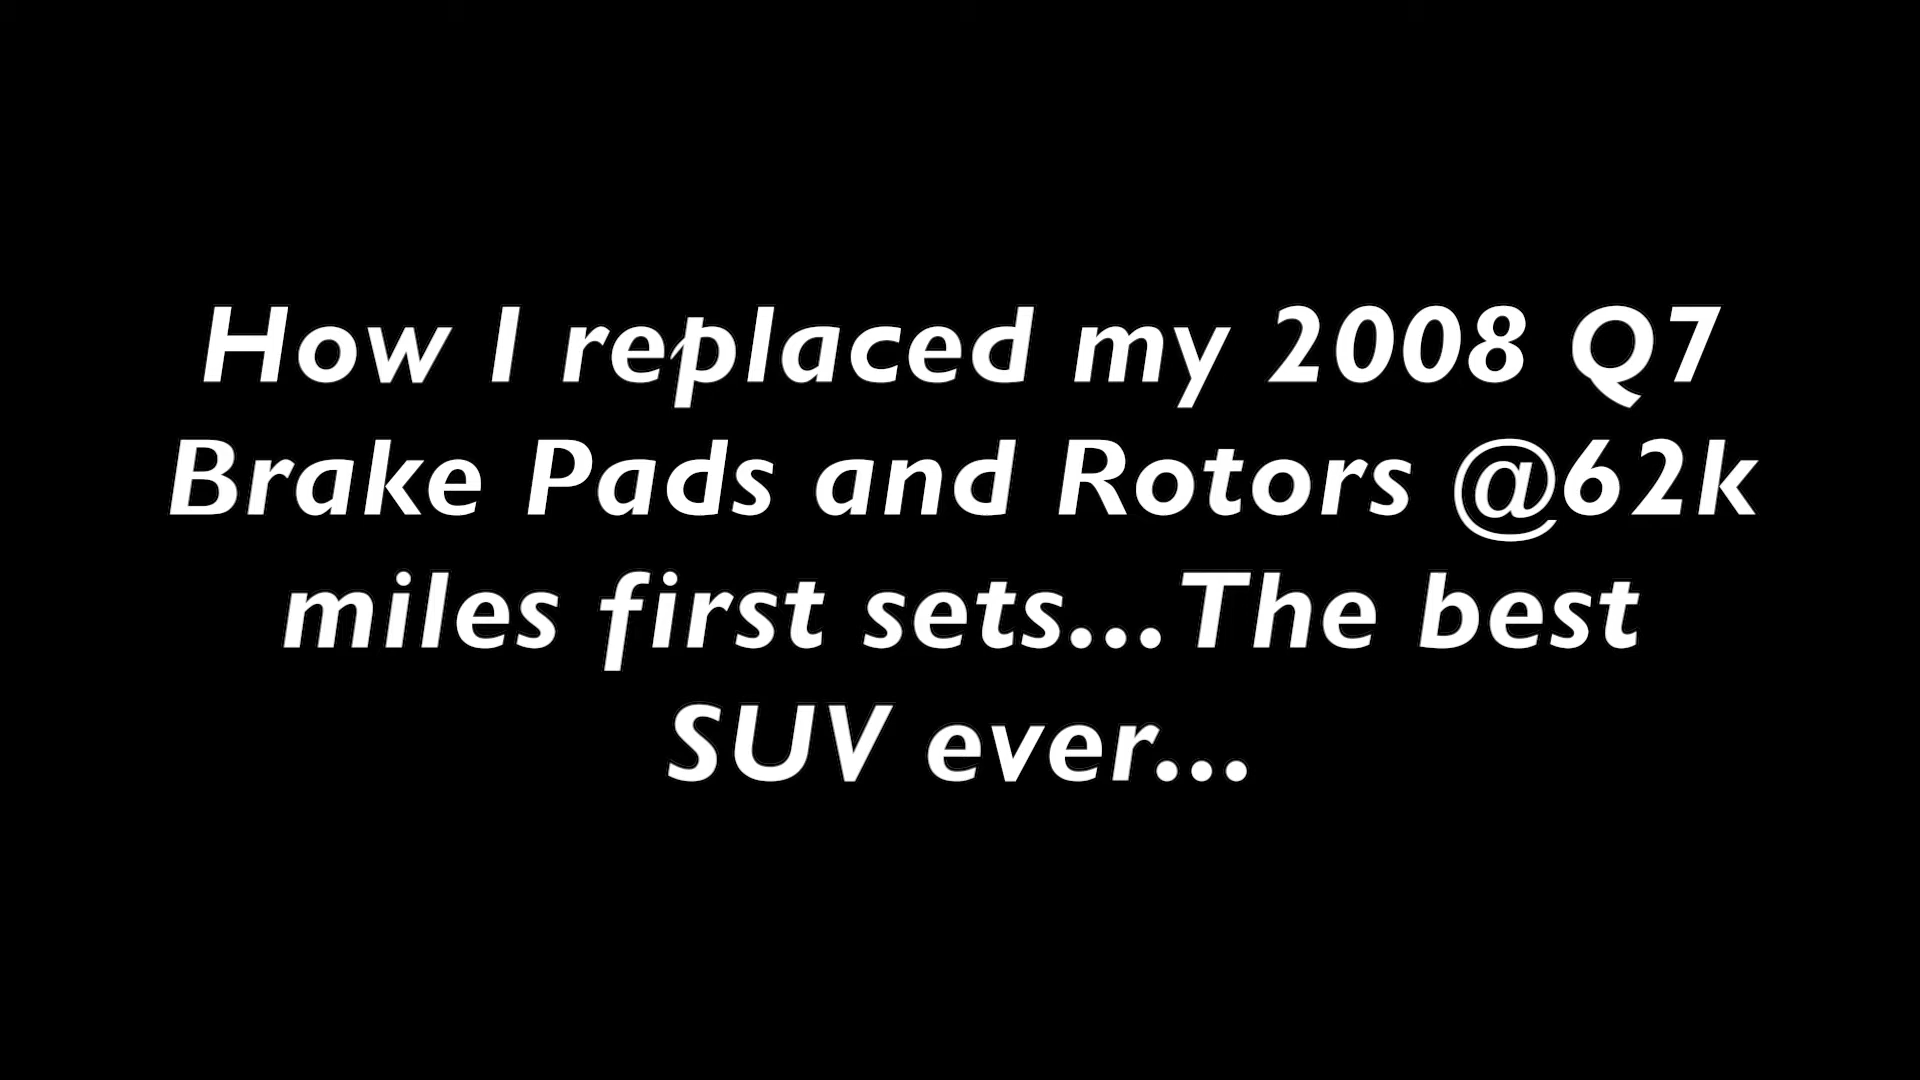 How I replaced my 2008 Q7
Brake Pads and Rotors @62k
miles first sets...The best
SUV ever...